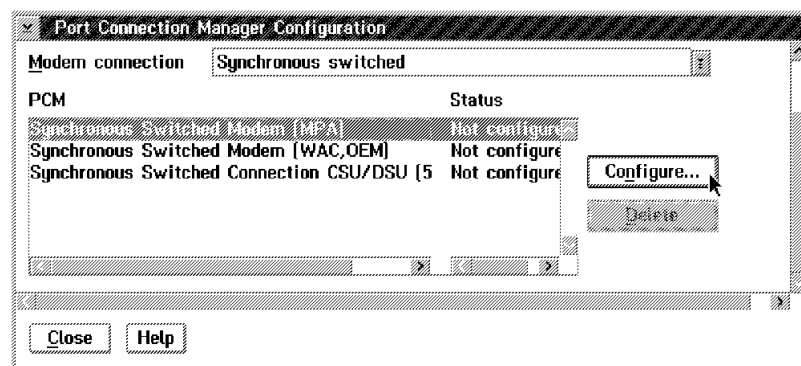 Port Connection Manager Configuration
Modem connection Synchronous switched
PCM Status
Synchronous Switched Modem (MPA) Not configure
Synchronous Switched Modem (WAC,OEM) Not configure
Synchronous Switched Connection CSU/DSU (5 Not configure
Configure...
Delete
Close Help